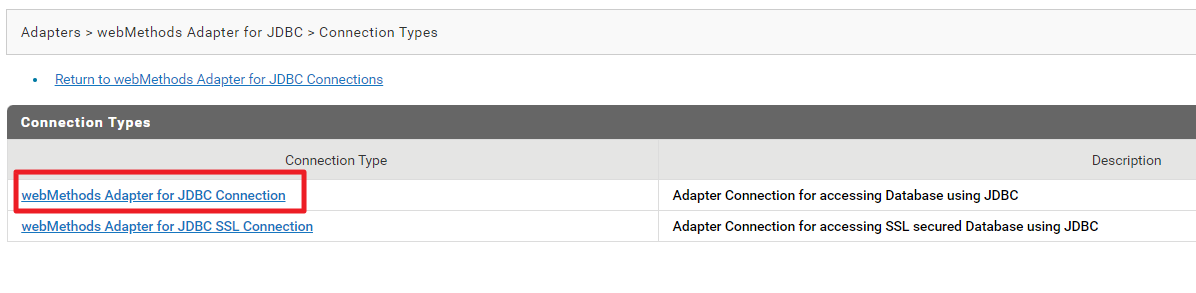 Adapters > webMethods Adapter for JDBC > Connection Types
Return to webMethods Adapter for JDBC Connections
Connection Types
Connection Type Description
webMethods Adapter for JDBC Connection Adapter Connection for accessing Database using JDBC
webMethods Adapter for JDBC SSL Connection Adapter Connection for accessing SSL secured Database using JDBC